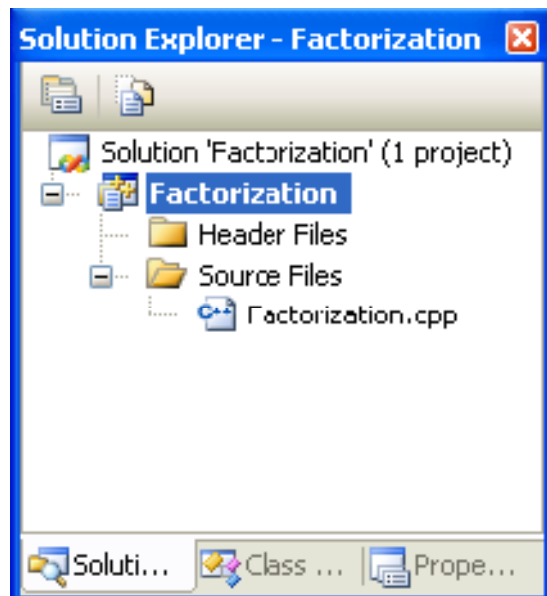 Solution Explorer - Factorization
Solution 'Factorization' (1 project)
Factorization
Header Files
Source Files
Factorization.cpp
Soluti... Class ... Prope...